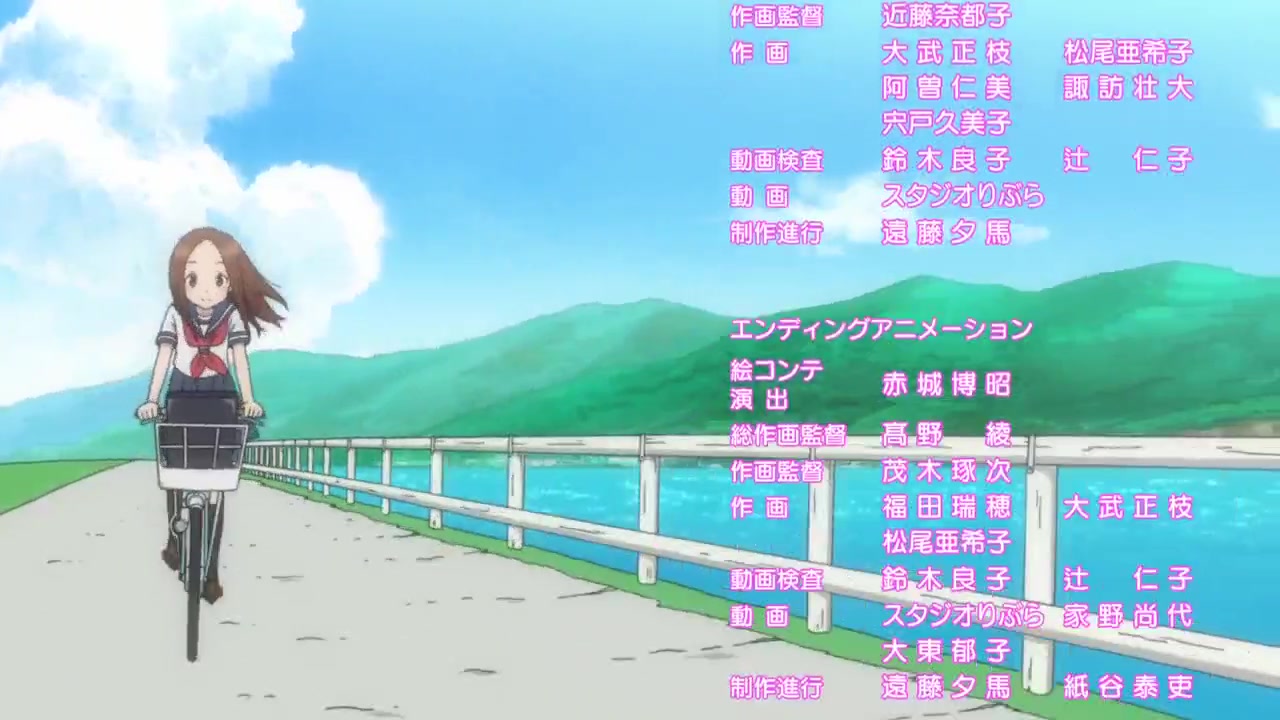 作画監督 近藤奈都子
作画 大武正枝 松尾亜希子
阿曽仁美 諏訪壮大
宍戸久美子
動画検査 鈴木良子 辻仁子
動画 スタジオりぶら
制作進行 遠藤夕馬
エンディングアニメーション
絵コンテ
演出 赤城博昭
総作画監督 高野綾
作画監督 茂木琢次
作画 福田瑞穂 大武正枝
松尾亜希子
動画検査 鈴木良子 辻仁子
動画 スタジオりぶら 家野尚代
大東郁子
制作進行 遠藤夕馬 紙谷泰吏